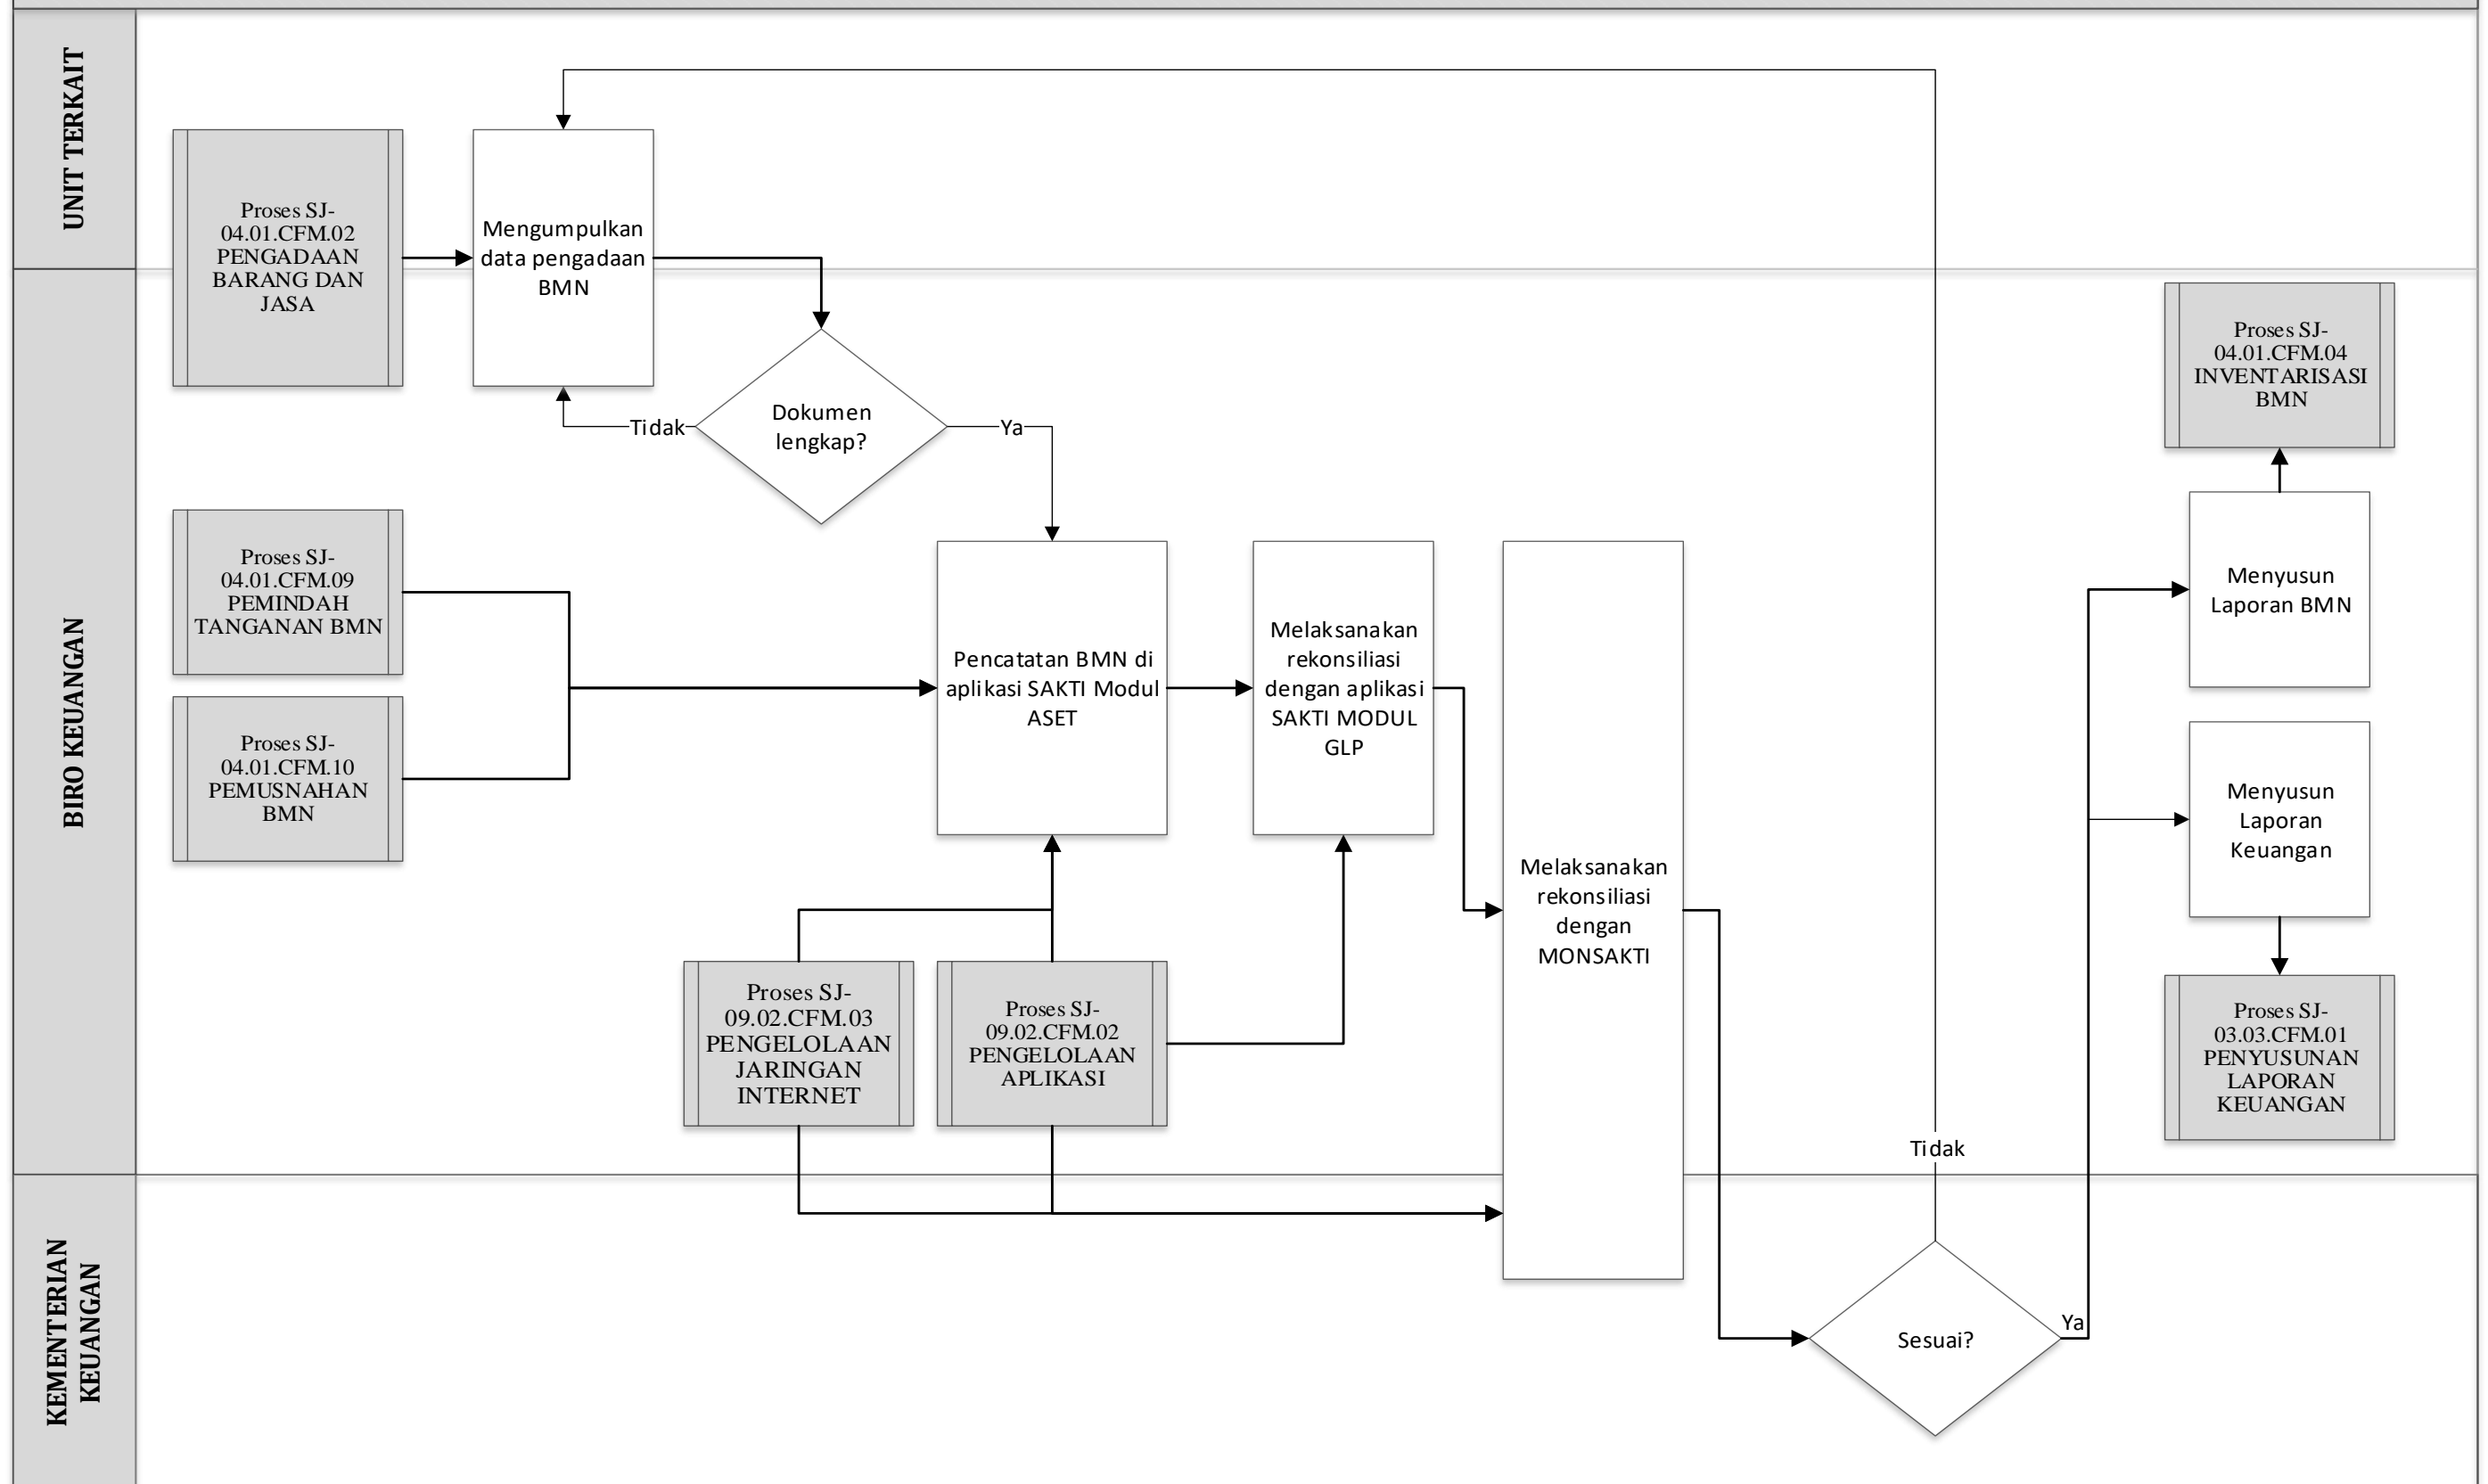 UNIT TERKAIT
Proses SJ-
04.01.CFM.02
PENGADAAN
BARANG DAN
JASA
Mengumpulkan
data pengadaan
BMN
BIRO KEUANGAN
Dokumen
lengkap?
Tidak
Ya
Proses SJ-
04.01.CFM.09
PEMINDAH
TANGANAN BMN
Proses SJ-
04.01.CFM.10
PEMUSNAHAN
BMN
Pencatatan BMN di
aplikasi SAKTI Modul
ASET
Melaksanakan
rekonsiliasi
dengan aplikasi
SAKTI MODUL
GLP
Melaksanakan
rekonsiliasi
dengan
MONSAKTI
Proses SJ-
09.02.CFM.03
PENGELOLAAN
JARINGAN
INTERNET
Proses SJ-
09.02.CFM.02
PENGELOLAAN
APLIKASI
Proses SJ-
04.01.CFM.04
INVENTARISASI
BMN
Menyusun
Laporan BMN
Menyusun
Laporan
Keuangan
Proses SJ-
03.03.CFM.01
PENYUSUNAN
LAPORAN
KEUANGAN
Tidak
KEMENTERIAN
KEUANGAN
Sesuai?
Ya